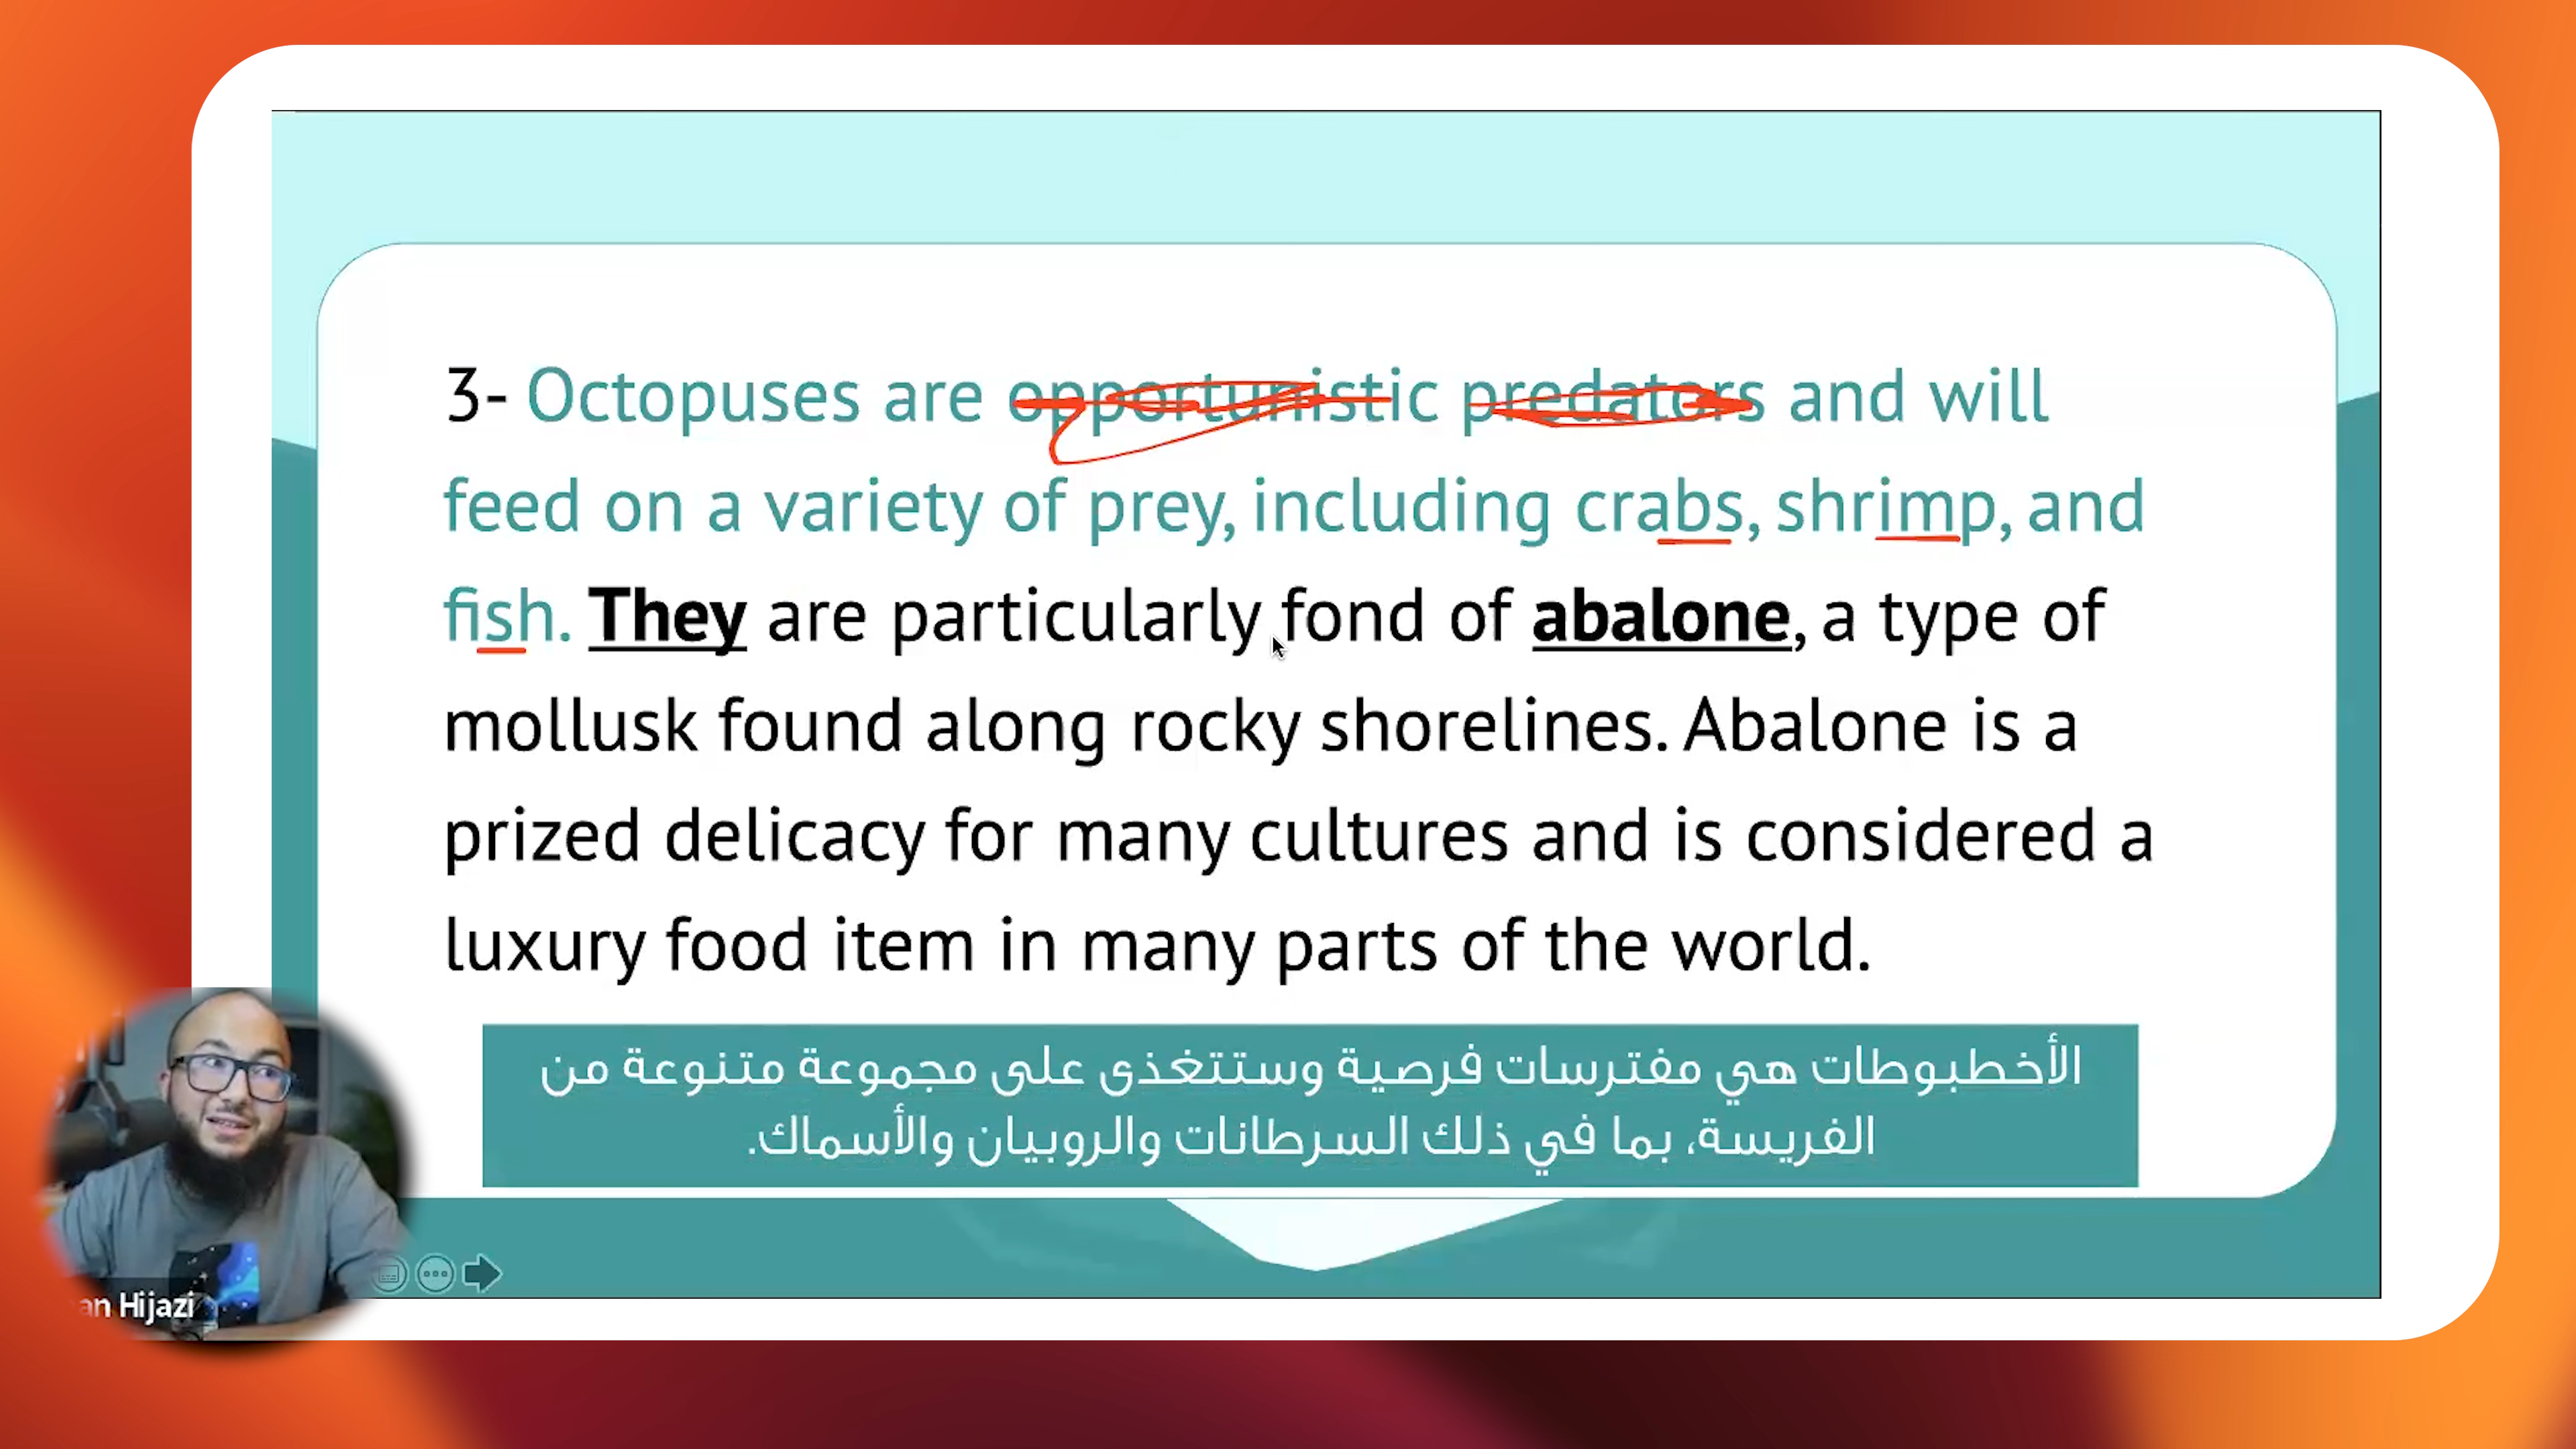 3- Octopuses are opportunistic predators and will
feed on a variety of prey, including crabs, shrimp, and
fish. They are particularly fond of abalone, a type of
mollusk found along rocky shorelines. Abalone is a
prized delicacy for many cultures and is considered a
luxury food item in many parts of the world.
الأخطبوطات هي مفترسات فرصية وستتغذى على مجموعة متنوعة من
الفريسة، بما في ذلك السرطانات والروبيان والأسماك.
an Hijazi